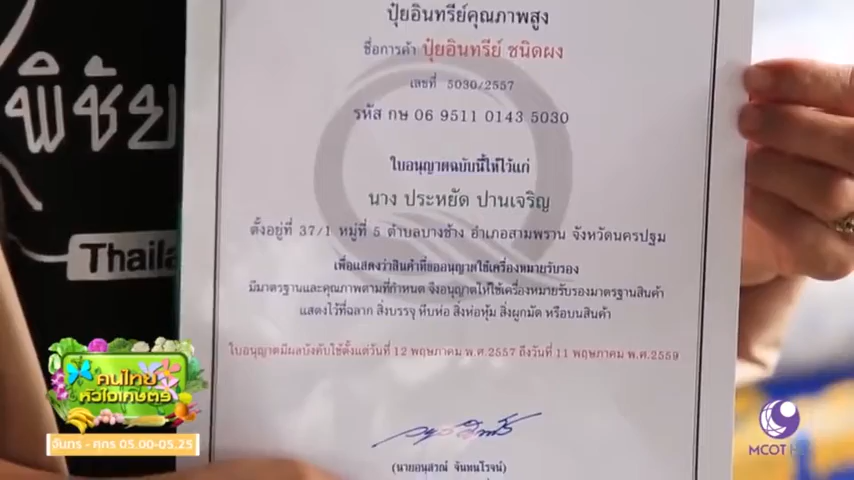 ปุ๋ยอินทรีย์คุณภาพสูง
ชื่อการค้า ปุ๋ยอินทรีย์ ชนิดผง
เลขที่ 5030/2557
รหัส กษ 06 9511 0143 5030
ใบอนุญาตฉบับนี้ให้ไว้แก่
นาง ประหยัด ปานเจริญ
ตั้งอยู่ที่ 37/1 หมู่ที่ 5 ตำบลบางช้าง อำเภอสามพราน จังหวัดนครปฐม
เพื่อแสดงว่าสินค้าที่ขออนุญาตใช้เครื่องหมายรับรอง
มีมาตรฐานและคุณภาพตามที่กำหนด จึงอนุญาตให้ใช้เครื่องหมายรับรองมาตรฐานสินค้า
แสดงไว้ที่ฉลาก สิ่งบรรจุ หีบห่อ สิ่งห่อหุ้ม สิ่งผูกมัด หรือบนสินค้า
ใบอนุญาตมีผลบังคับใช้ตั้งแต่วันที่ 12 พฤษภาคม พ.ศ.2557 ถึงวันที่ 11 พฤษภาคม พ.ศ.2559
(นายอนุสรณ์ จันทนโรจน์)
พิชัย
Thaila
คนไทย
หัวใจเกษตร
จันทร์ - ศุกร์ 05.00-05.25
MCOT HD